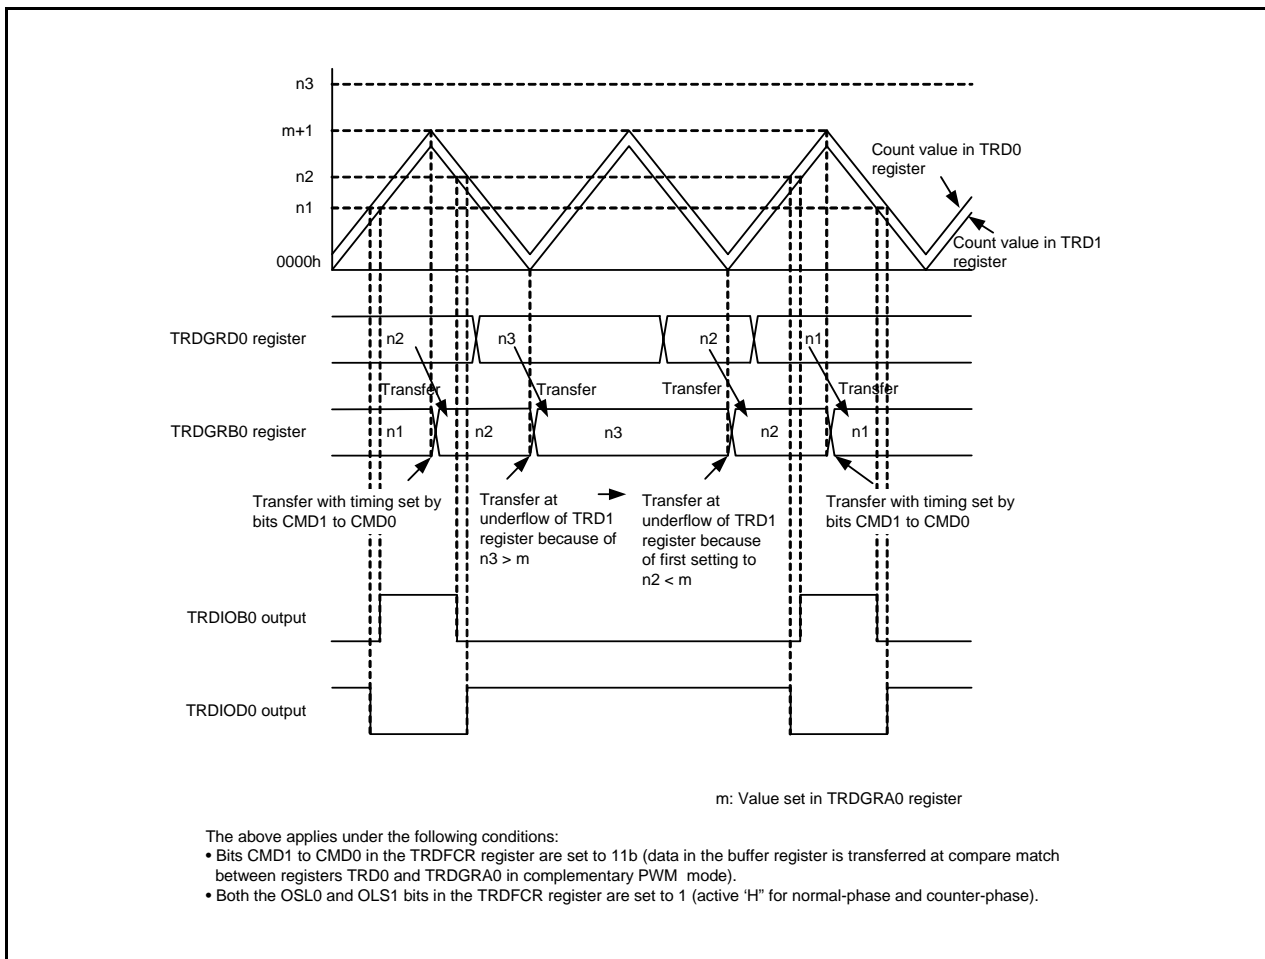 n3
m+1
n2
n1
0000h
Count value in TRD0
register
Count value in TRD1
register
TRDGRD0 register
n2
n3
n2
n1
Transfer
Transfer
Transfer
Transfer
TRDGRB0 register
n1
n2
n3
n2
n1
Transfer with timing set by
bits CMD1 to CMD0
Transfer at
underflow of TRD1
register because of
n3 > m
Transfer at
underflow of TRD1
register because
of first setting to
n2 < m
Transfer with timing set by
bits CMD1 to CMD0
TRDIOB0 output
TRDIOD0 output
m: Value set in TRDGRA0 register
The above applies under the following conditions:
• Bits CMD1 to CMD0 in the TRDFCR register are set to 11b (data in the buffer register is transferred at compare match
between registers TRD0 and TRDGRA0 in complementary PWM mode).
• Both the OSL0 and OLS1 bits in the TRDFCR register are set to 1 (active ‘H” for normal-phase and counter-phase).